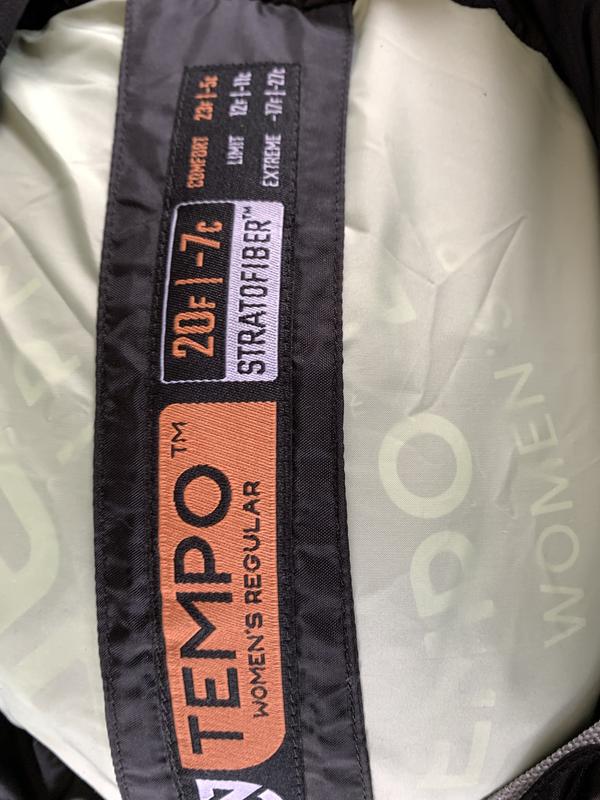 TEMPO™
WOMEN'S REGULAR
20F | -7C
STRATOFIBER™
COMFORT 23F | -5C
LIMIT 12F | -11C
EXTREME -17F | -27C
WOMEN'S